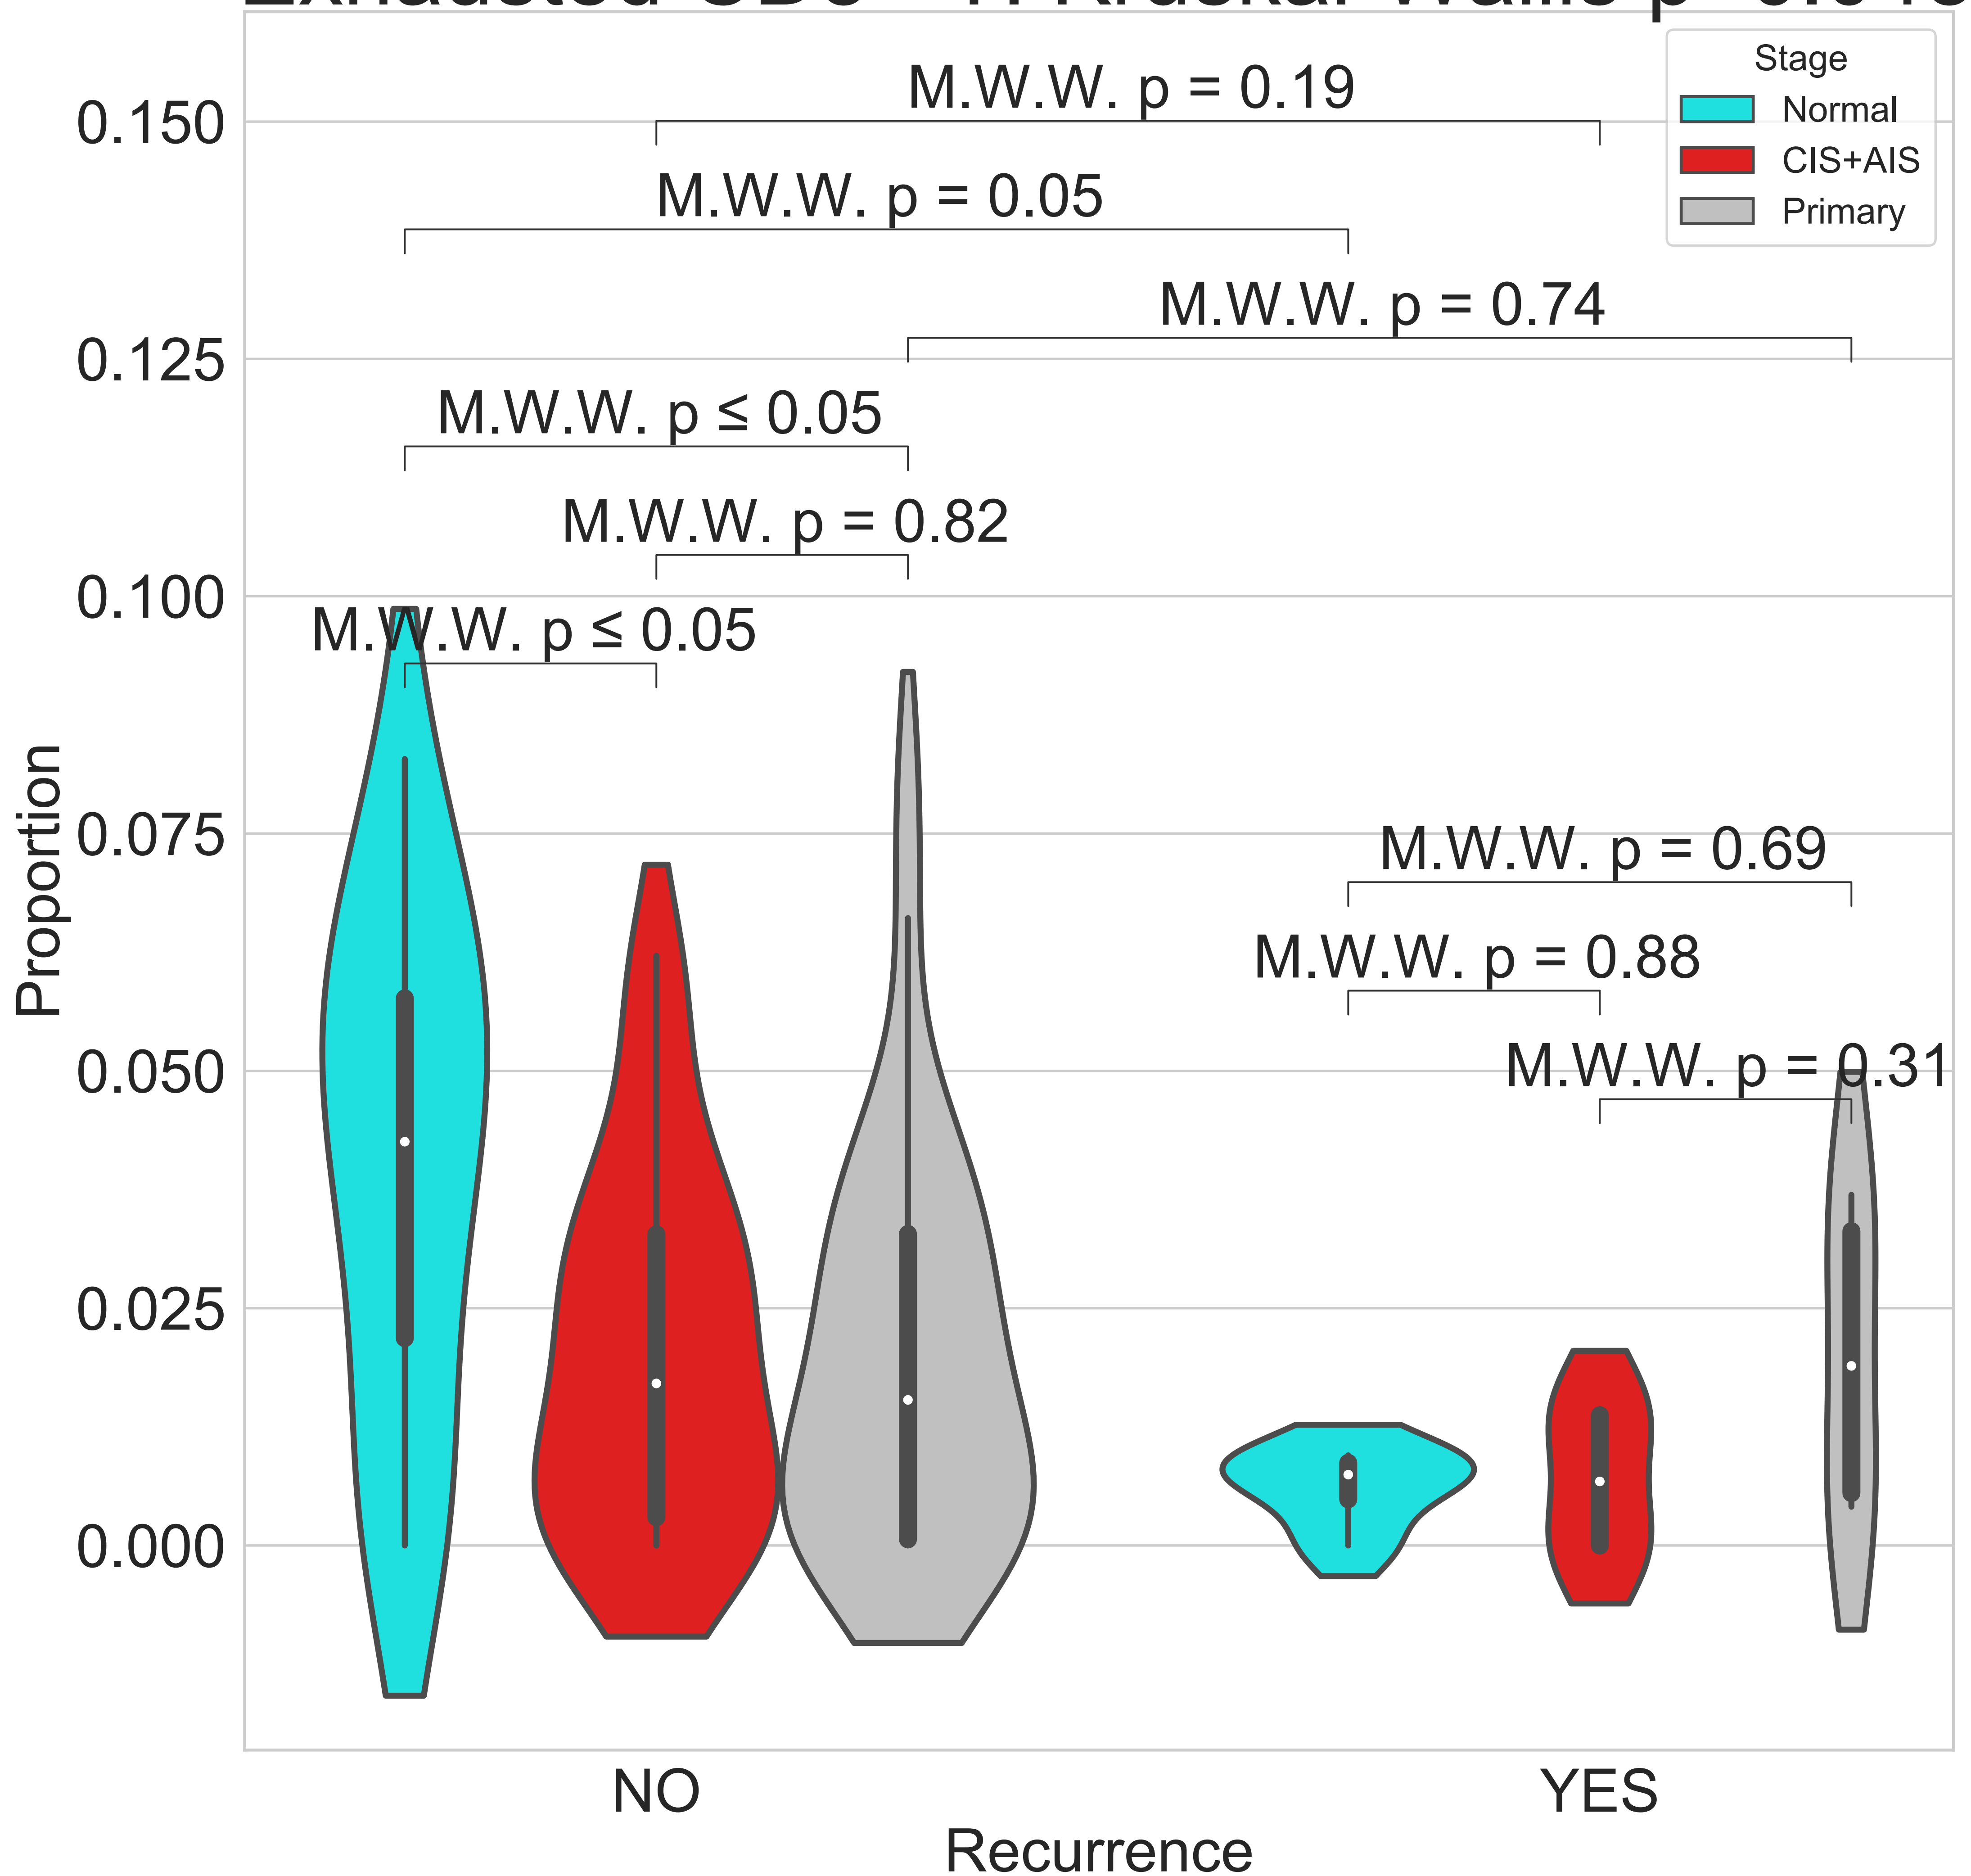 M.W.W. p = 0.19
Stage
Normal
CIS+AIS
Primary
M.W.W. p = 0.05
M.W.W. p = 0.74
M.W.W. p ≤ 0.05
M.W.W. p = 0.82
M.W.W. p ≤ 0.05
M.W.W. p = 0.69
M.W.W. p = 0.88
M.W.W. p = 0.31
0.150
0.125
0.100
0.075
0.050
0.025
0.000
Proportion
NO
YES
Recurrence